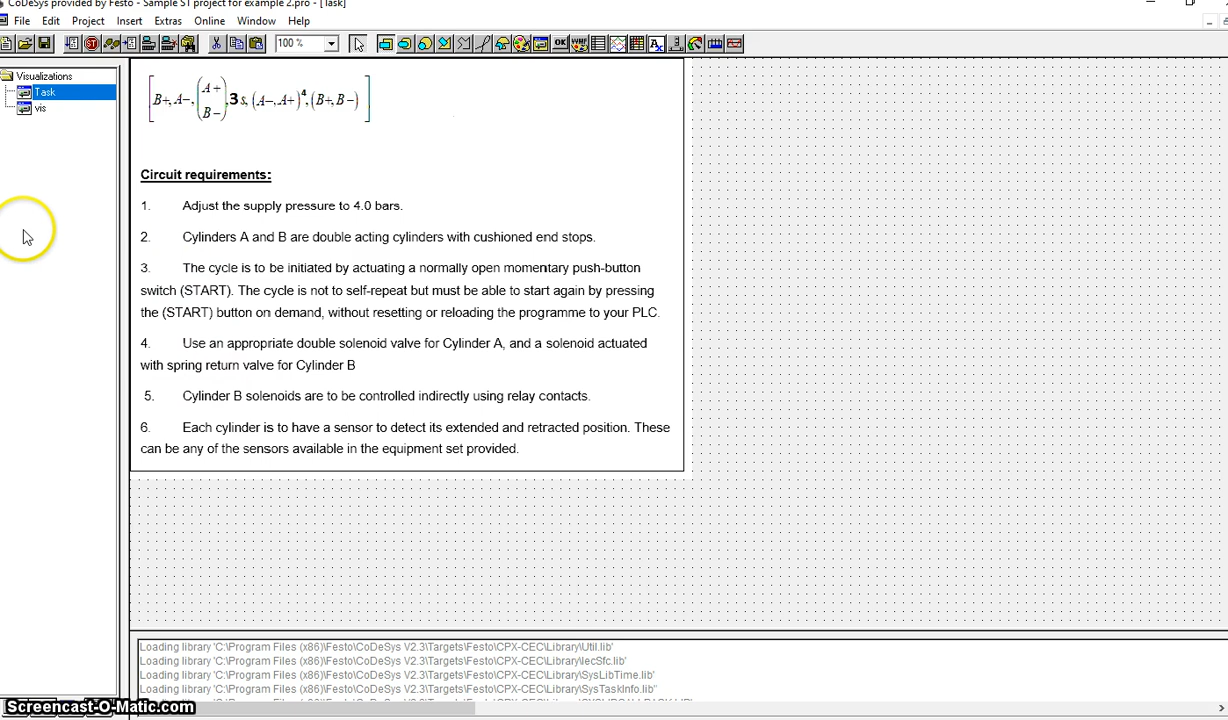 CoDeSys provided by Festo - Sample ST project for example 2.pro - [Task]
File Edit Project Insert Extras Online Window Help
100 %
Visualizations
Task
vis
[B+, A−, (A+ B−), 3 s, (A−, A+)⁴, (B+, B−)]
Circuit requirements:
1. Adjust the supply pressure to 4.0 bars.
2. Cylinders A and B are double acting cylinders with cushioned end stops.
3. The cycle is to be initiated by actuating a normally open momentary push-button
switch (START). The cycle is not to self-repeat but must be able to start again by pressing
the (START) button on demand, without resetting or reloading the programme to your PLC.
4. Use an appropriate double solenoid valve for Cylinder A, and a solenoid actuated
with spring return valve for Cylinder B
5. Cylinder B solenoids are to be controlled indirectly using relay contacts.
6. Each cylinder is to have a sensor to detect its extended and retracted position. These
can be any of the sensors available in the equipment set provided.
Loading library 'C:\Program Files (x86)\Festo\CoDeSys V2.3\Targets\Festo\CPX-CEC\Library\Util.lib'
Loading library 'C:\Program Files (x86)\Festo\CoDeSys V2.3\Targets\Festo\CPX-CEC\Library\IecSfc.lib'
Loading library 'C:\Program Files (x86)\Festo\CoDeSys V2.3\Targets\Festo\CPX-CEC\Library\SysLibTime.lib'
Loading library 'C:\Program Files (x86)\Festo\CoDeSys V2.3\Targets\Festo\CPX-CEC\Library\SysTaskInfo.lib'
Screencast-O-Matic.com